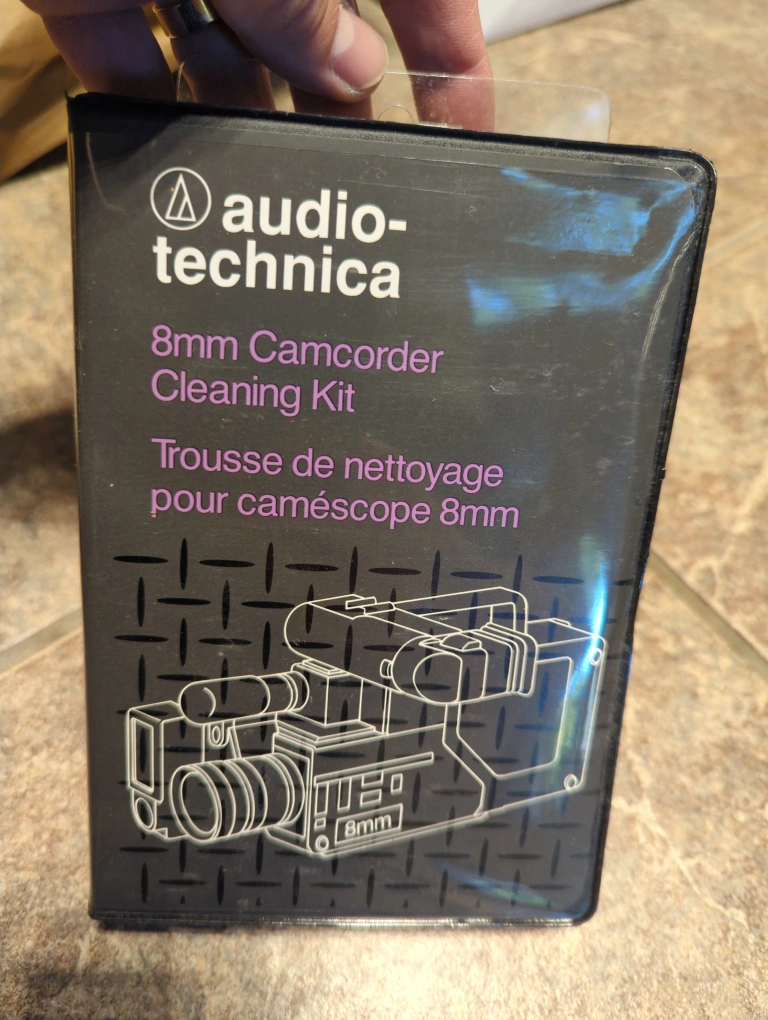 audio-
technica
8mm Camcorder
Cleaning Kit
Trousse de nettoyage
pour caméscope 8mm
8mm